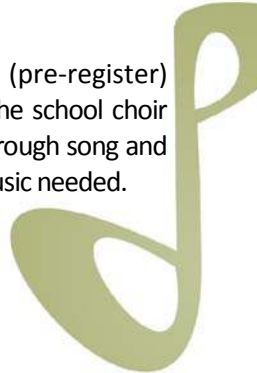 (pre-register)
he school choir
rough song and
usic needed.